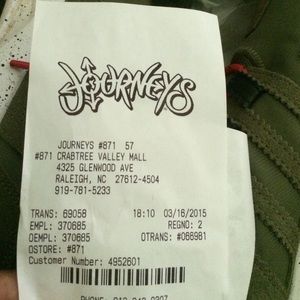 JOURNEYS
JOURNEYS #871 57
#871 CRABTREE VALLEY MALL
4325 GLENWOOD AVE
RALEIGH, NC 27612-4504
919-781-5233
TRANS: 69058 18:10 03/16/2015
EMPL: 370685 REGNO: 2
OEMPL: 370685 OTRANS: #066981
OSTORE: #871
Customer Number: 4952601